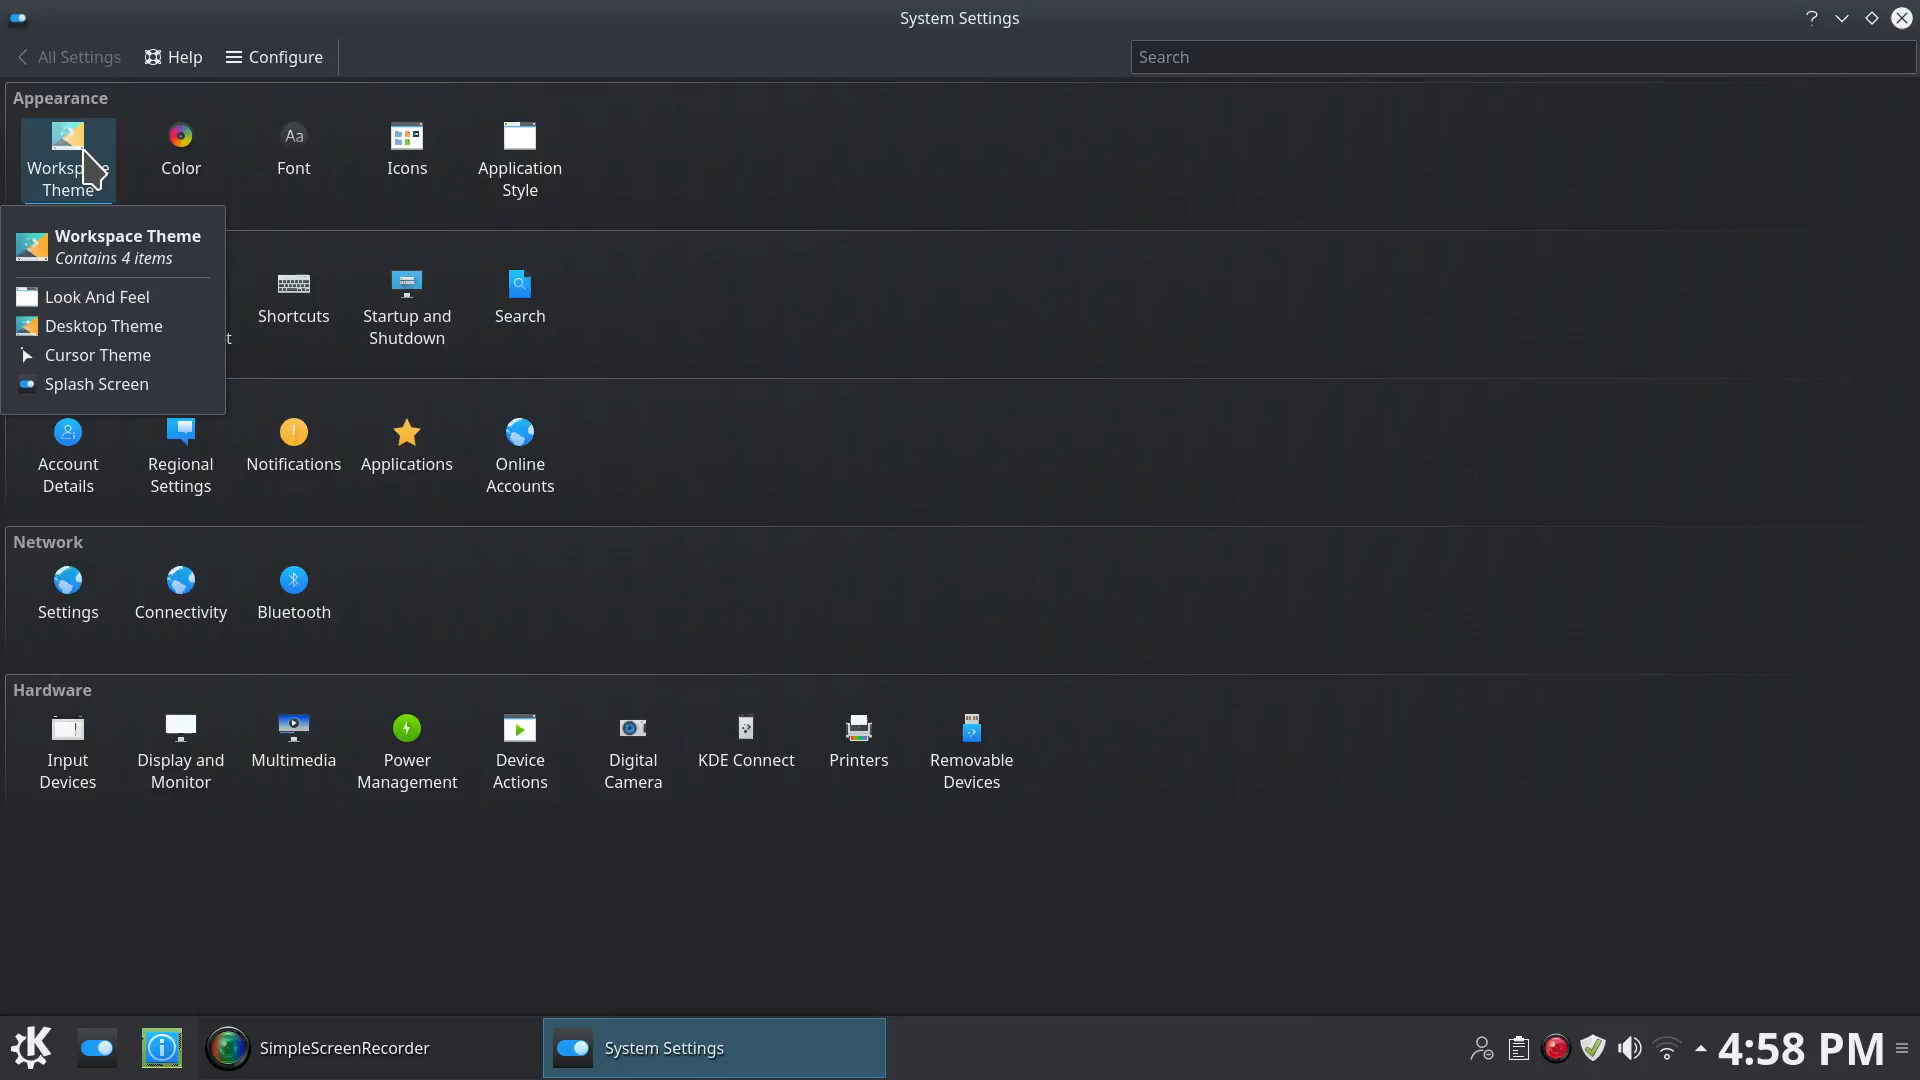 System Settings
All Settings
Help
Configure
Search
Appearance
Workspe
Theme
Color
Font
Icons
Application
Style
Aa
Workspace Theme
Contains 4 items
Look And Feel
Desktop Theme
Cursor Theme
Splash Screen
t
Shortcuts
Startup and
Shutdown
Search
Account
Details
Regional
Settings
Notifications
Applications
Online
Accounts
Network
Settings
Connectivity
Bluetooth
Hardware
Input
Devices
Display and
Monitor
Multimedia
Power
Management
Device
Actions
Digital
Camera
KDE Connect
Printers
Removable
Devices
SimpleScreenRecorder
System Settings
4:58 PM